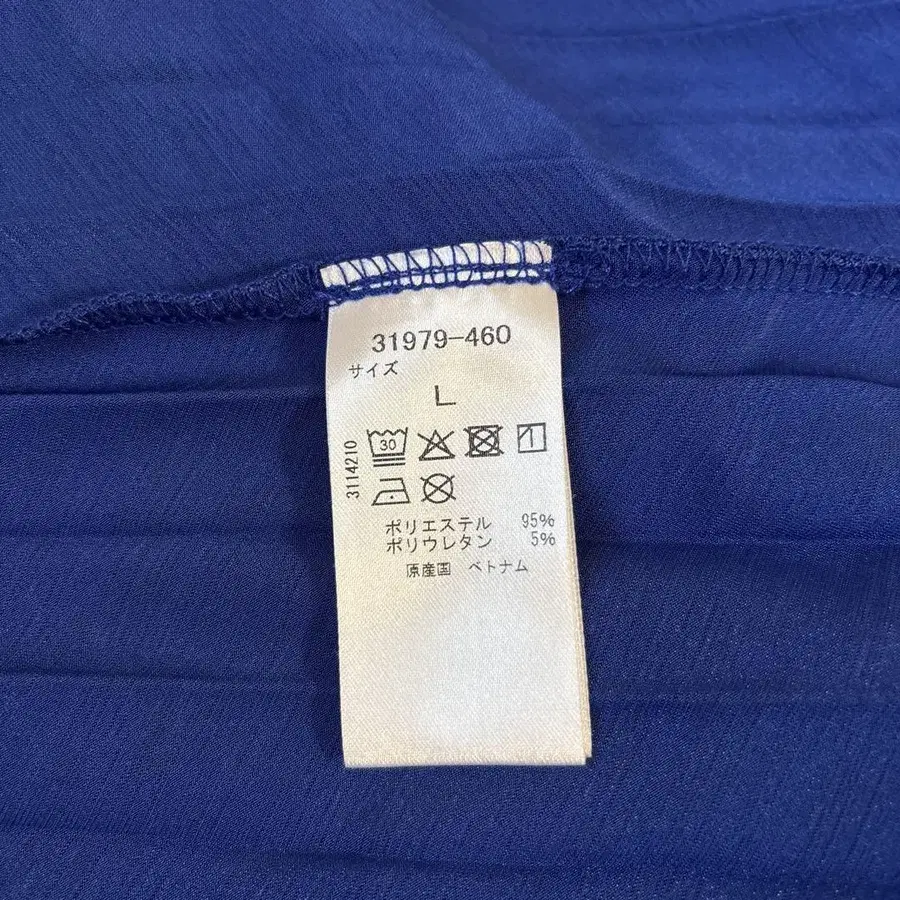 31979-460
サイズ
L
30
3114210
ポリエステル 95%
ポリウレタン 5%
原産国 ベトナム